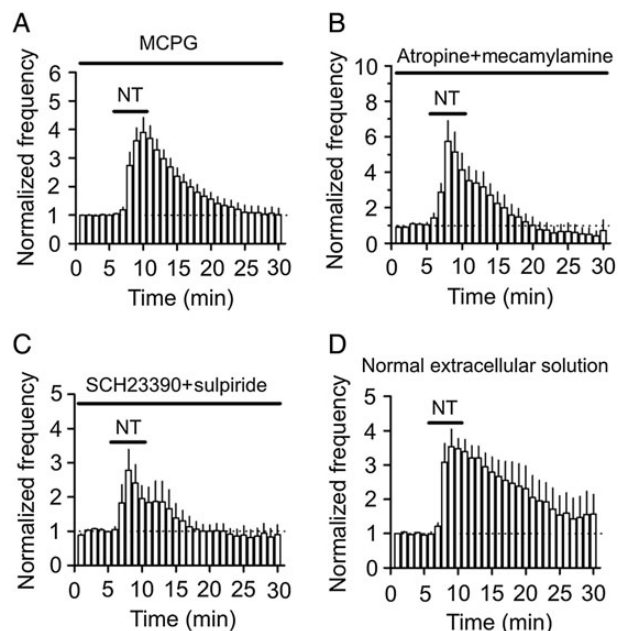 A
MCPG
NT
Normalized frequency
6
5
4
3
2
1
0
0 5 10 15 20 25 30
Time (min)
B
Atropine+mecamylamine
NT
Normalized frequency
10
8
6
4
2
0
0 5 10 15 20 25 30
Time (min)
C
SCH23390+sulpiride
NT
Normalized frequency
5
4
3
2
1
0
0 5 10 15 20 25 30
Time (min)
D
Normal extracellular solution
NT
Normalized frequency
5
4
3
2
1
0
0 5 10 15 20 25 30
Time (min)